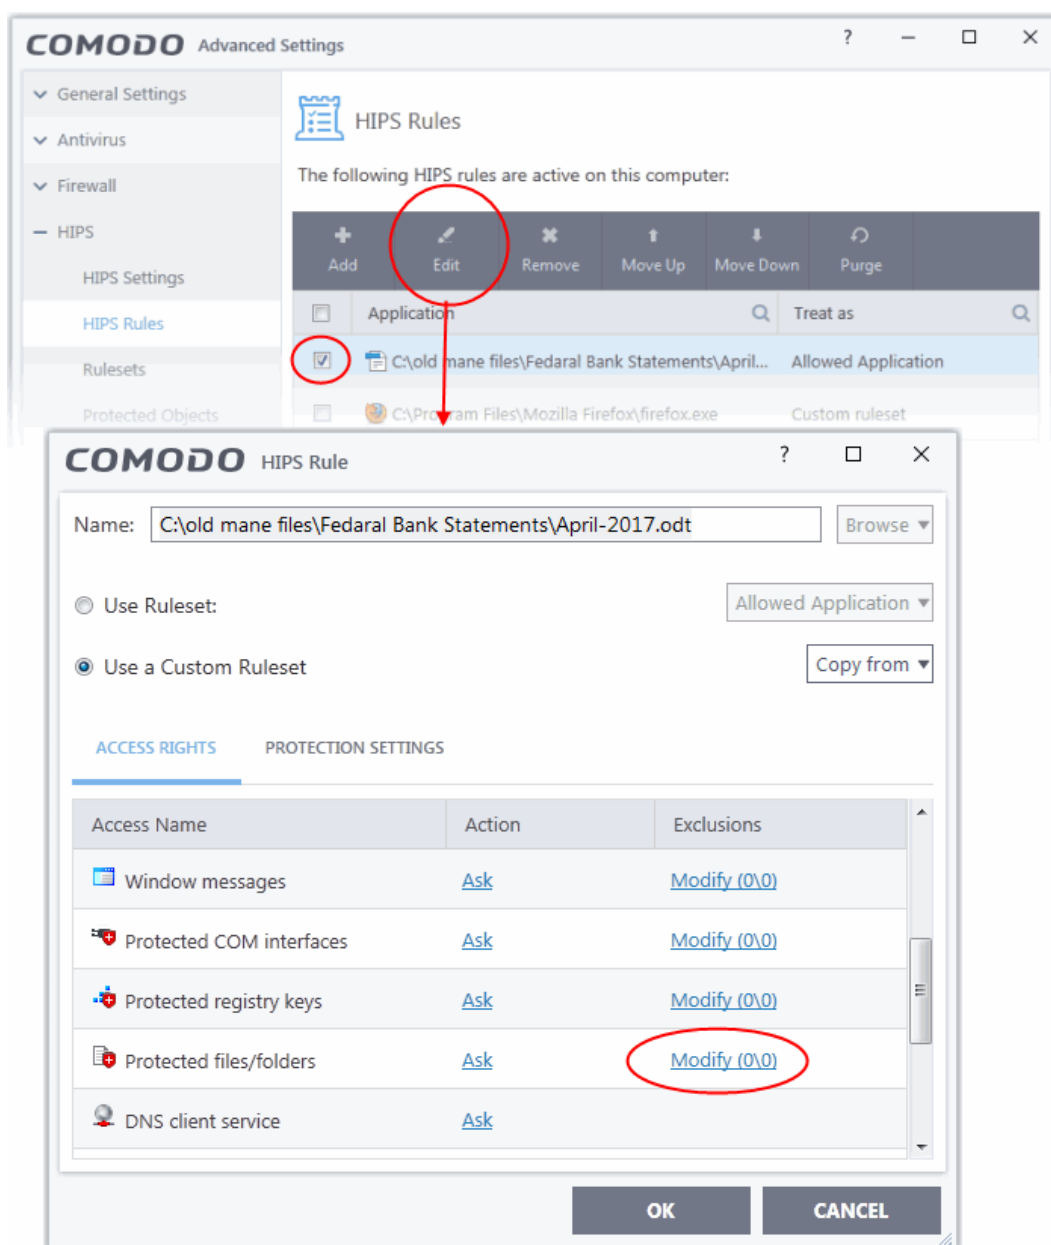 COMODO Advanced Settings ?
General Settings
Antivirus
Firewall
HIPS
HIPS Settings
HIPS Rules
Rulesets
Protected Objects
HIPS Rules
The following HIPS rules are active on this computer:
Add Edit Remove Move Up Move Down Purge
Application Treat as
C:\old mane files\Fedaral Bank Statements\April... Allowed Application
C:\Program Files\Mozilla Firefox\firefox.exe Custom ruleset
COMODO HIPS Rule ?
Name: C:\old mane files\Fedaral Bank Statements\April-2017.odt Browse
Use Ruleset: Allowed Application
Use a Custom Ruleset Copy from
ACCESS RIGHTS PROTECTION SETTINGS
Access Name Action Exclusions
Window messages Ask Modify (0\0)
Protected COM interfaces Ask Modify (0\0)
Protected registry keys Ask Modify (0\0)
Protected files/folders Ask Modify (0\0)
DNS client service Ask
OK CANCEL